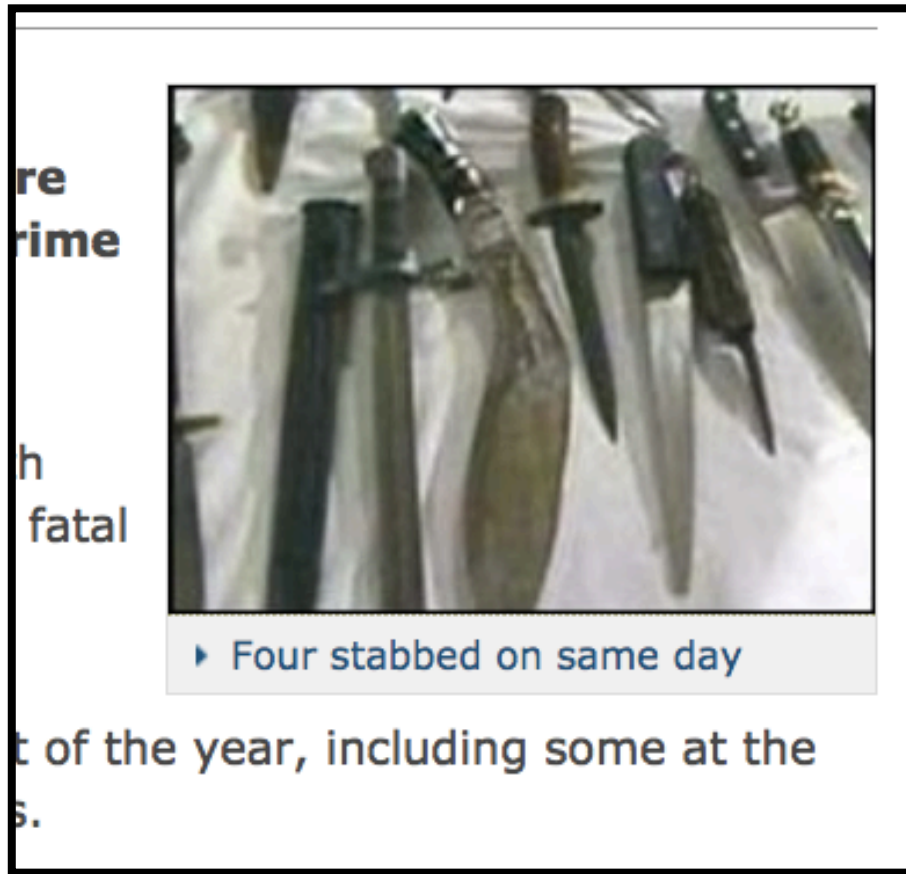 re
rime
h
fatal
Four stabbed on same day
t of the year, including some at the
s.